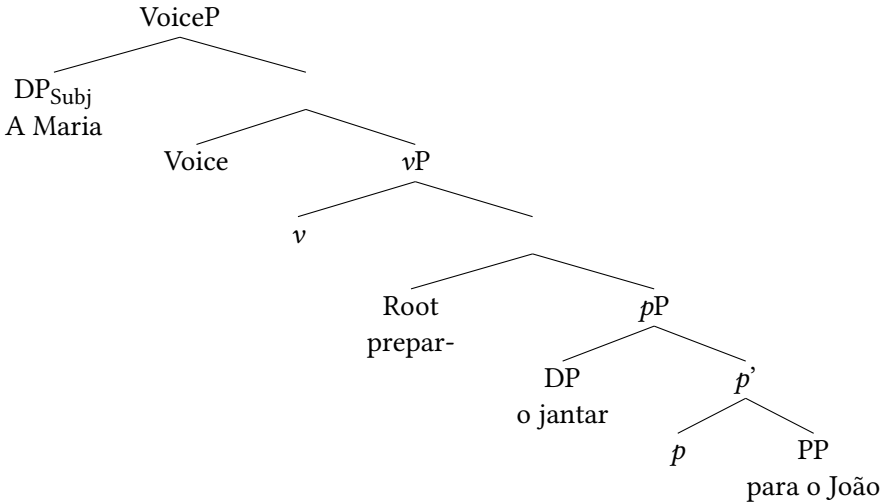 VoiceP
DPSubj
A Maria
Voice
vP
v
Root
prepar-
pP
DP
o jantar
p’
p
PP
para o João